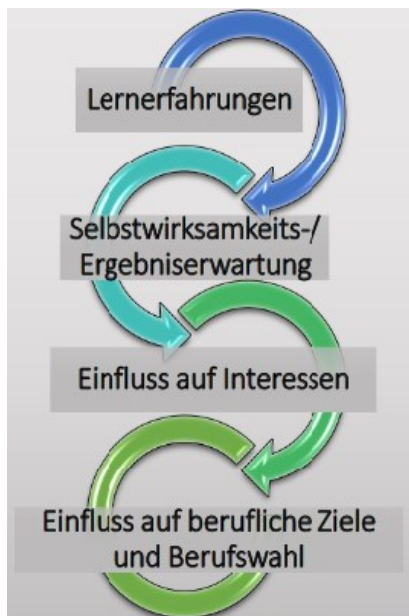 Lernerfahrungen
Selbstwirksamkeits-/
Ergebniserwartung
Einfluss auf Interessen
Einfluss auf berufliche Ziele
und Berufswahl